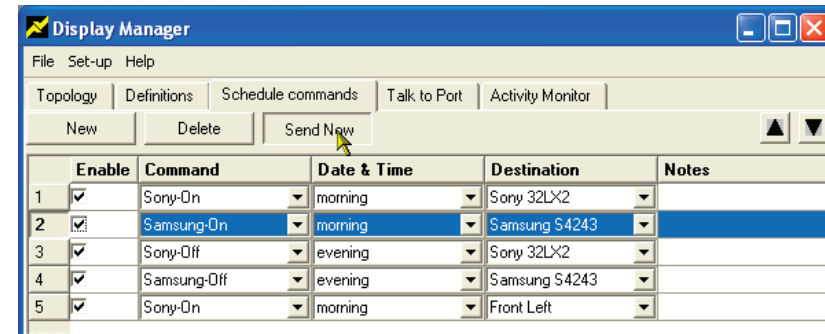 Display Manager
File Set-up Help
Topology Definitions Schedule commands Talk to Port Activity Monitor
New Delete Send Now
Enable Command Date & Time Destination Notes
1 Sony-On morning Sony 32LX2
2 Samsung-On morning Samsung S4243
3 Sony-Off evening Sony 32LX2
4 Samsung-Off evening Samsung S4243
5 Sony-On morning Front Left